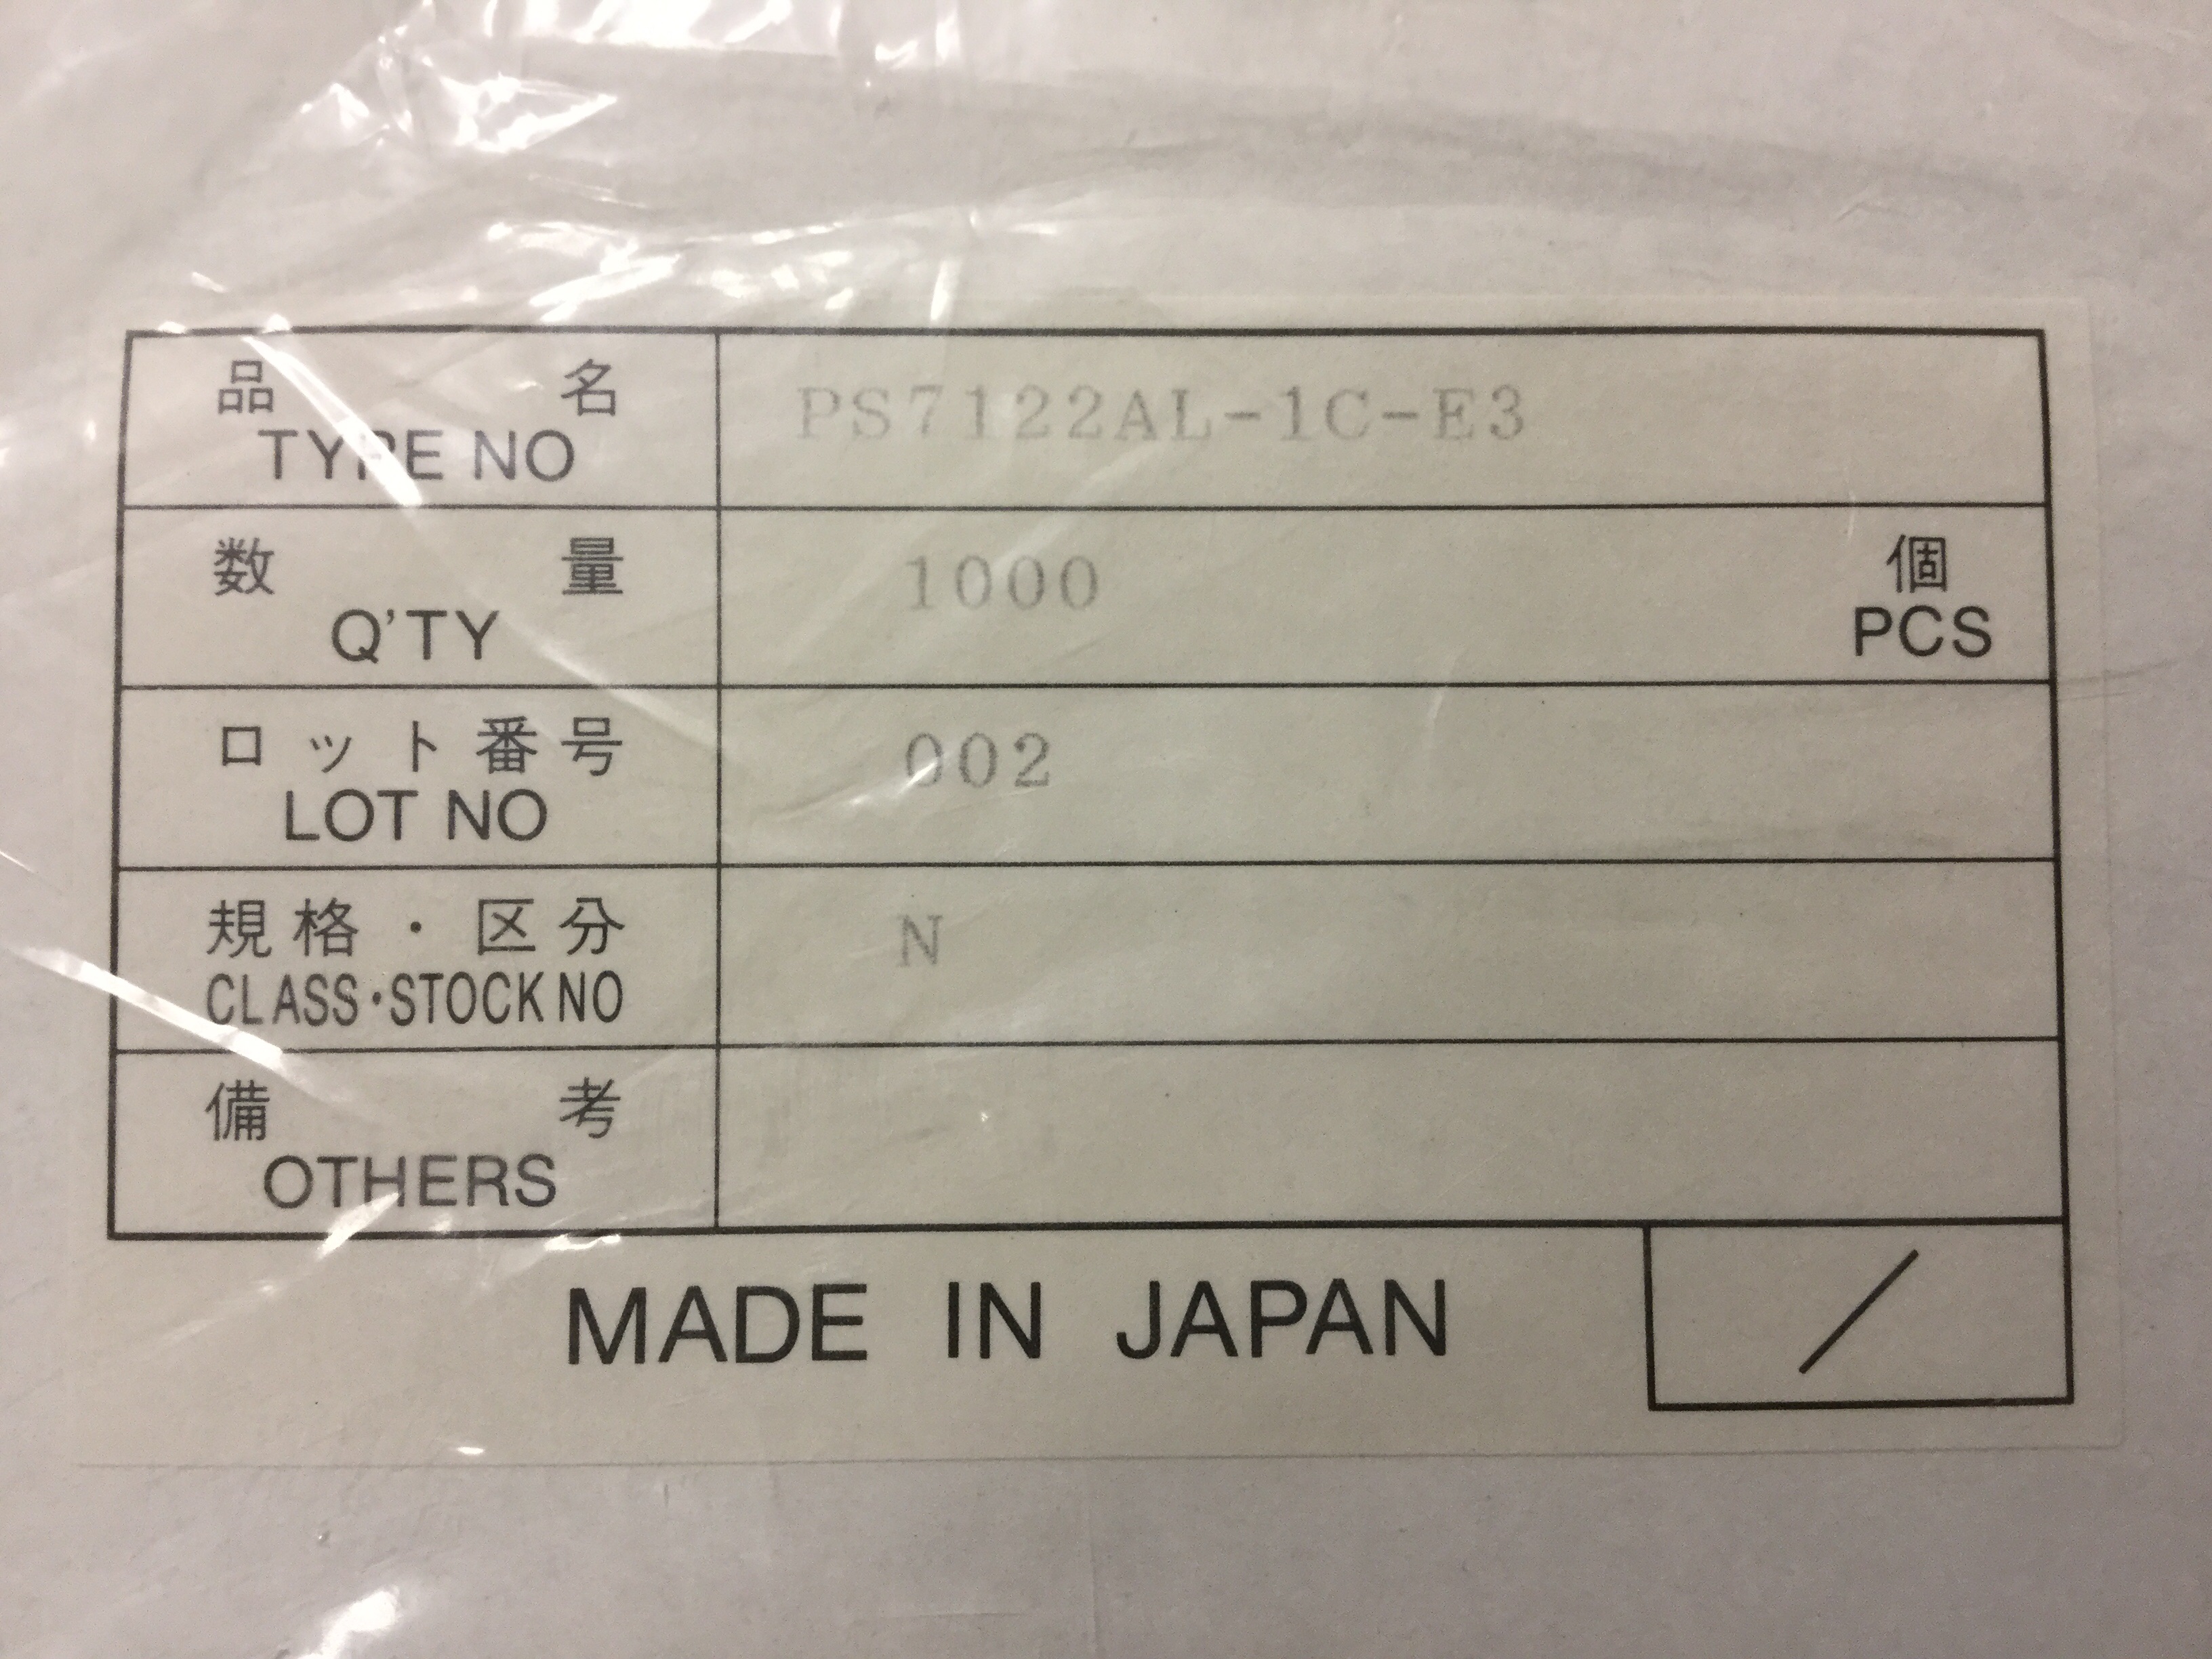 品名
TYPE NO
PS7122AL-1C-E3
数量
Q'TY
1000
個
PCS
ロット番号
LOT NO
002
規格・区分
CLASS・STOCK NO
N
備考
OTHERS
MADE IN JAPAN
/